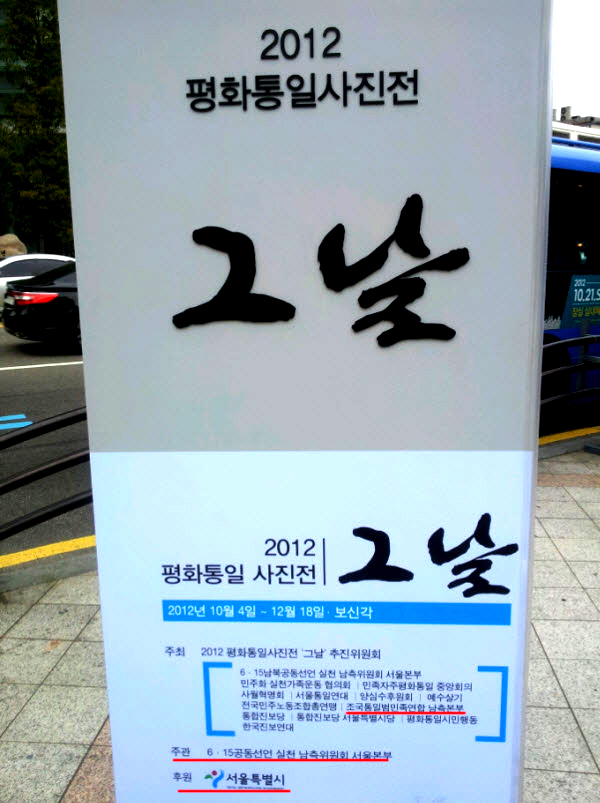 2012
평화통일사진전
그날
2012
평화통일 사진전
그날
2012년 10월 4일 ~ 12월 18일 · 보신각
주최 2012 평화통일사진전 '그날' 추진위원회
6 · 15남북공동선언 실천 남측위원회 서울본부
민주화 실천가족운동 협의회 | 민족자주평화통일 중앙회의
사월혁명회 | 서울통일연대 | 양심수후원회 | 예수살기
전국민주노동조합총연맹 | 조국통일범민족연합 남측본부
통합진보당 | 통합진보당 서울특별시당 | 평화통일시민행동
한국진보연대
주관 6 · 15공동선언 실천 남측위원회 서울본부
후원 서울특별시
2012
10.21.S